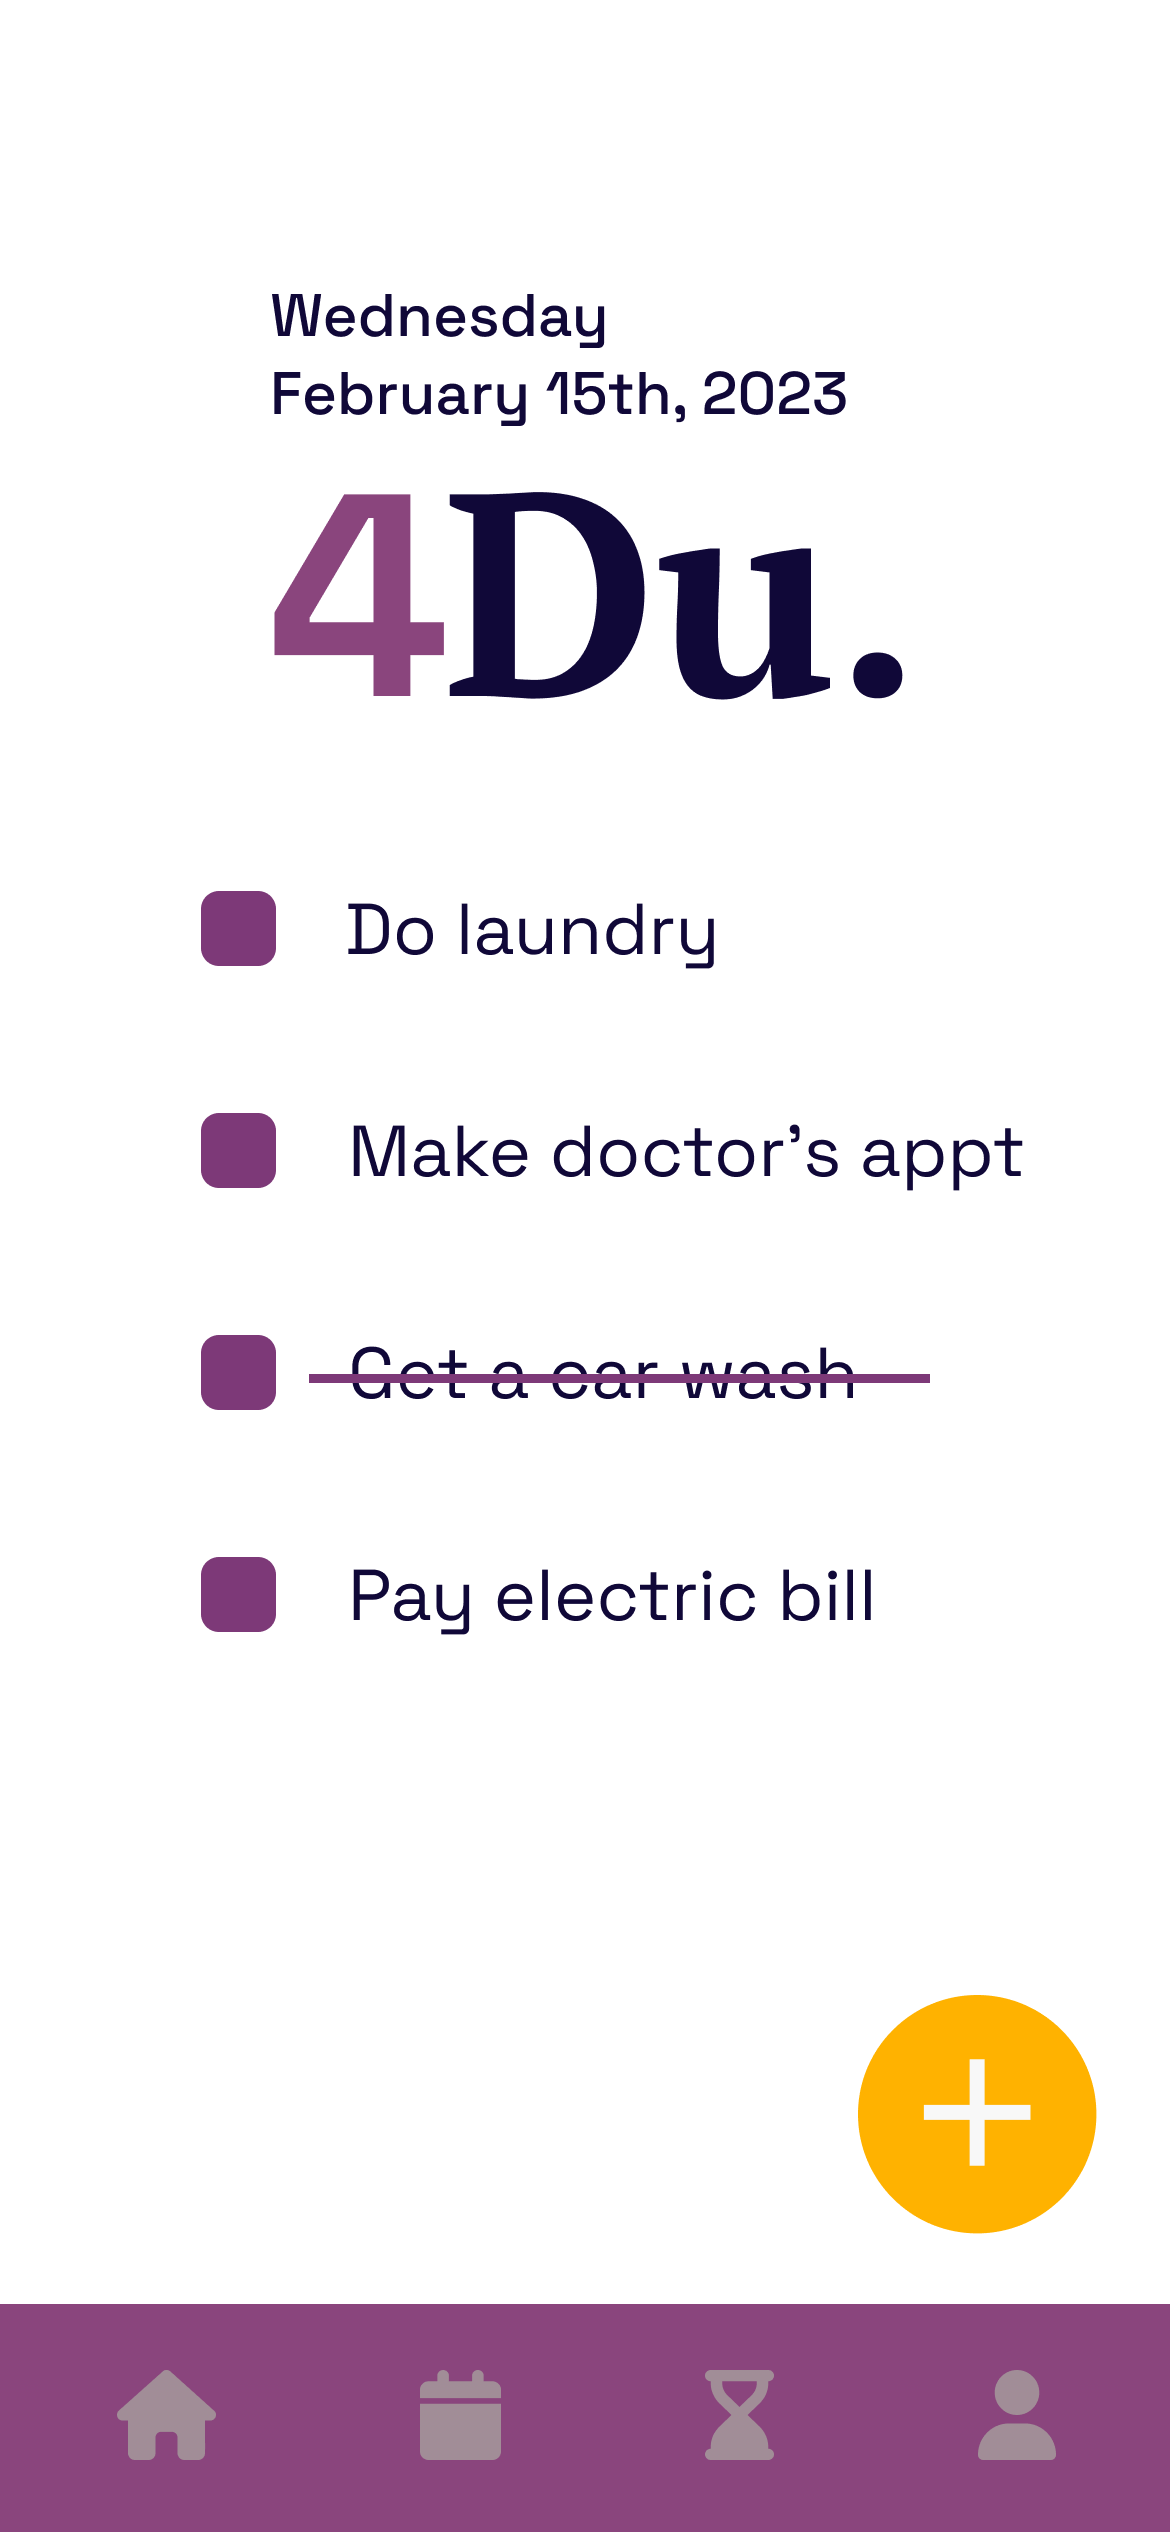 Wednesday
February 15th, 2023
4Du.
Do laundry
Make doctor's appt
Get a car wash
Pay electric bill